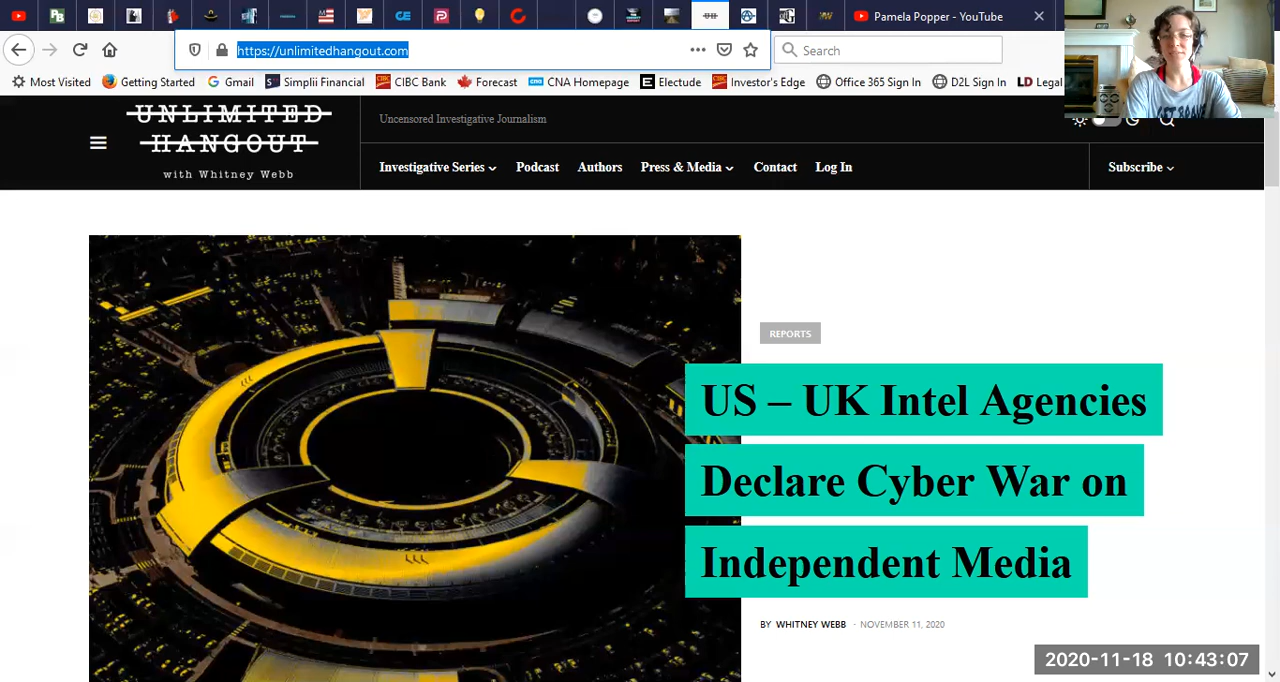 Pamela Popper - YouTube
https://unlimitedhangout.com
Search
Most Visited Getting Started Gmail Simplii Financial CIBC Bank Forecast CNA Homepage Electude Investor's Edge Office 365 Sign In D2L Sign In Legal
UNLIMITED
HANGOUT
with Whitney Webb
Uncensored Investigative Journalism
Investigative Series Podcast Authors Press & Media Contact Log In
Subscribe
REPORTS
US – UK Intel Agencies
Declare Cyber War on
Independent Media
BY WHITNEY WEBB - NOVEMBER 11, 2020
2020-11-18 10:43:07